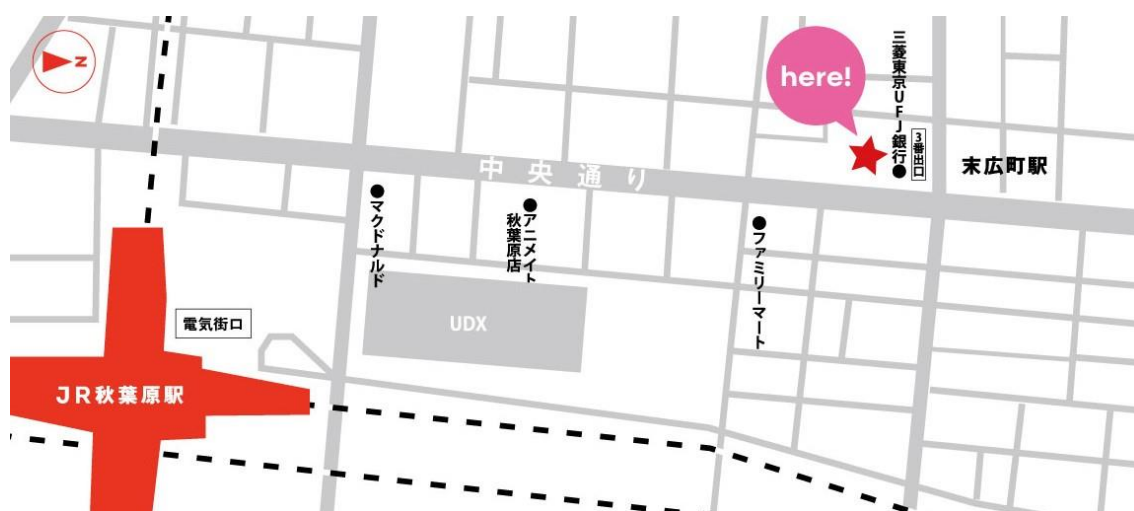 N
here!
三菱東京UFJ銀行
3番出口
末広町駅
中央通り
マクドナルド
アニメイト
秋葉原店
ファミリーマート
電気街口
UDX
JR秋葉原駅